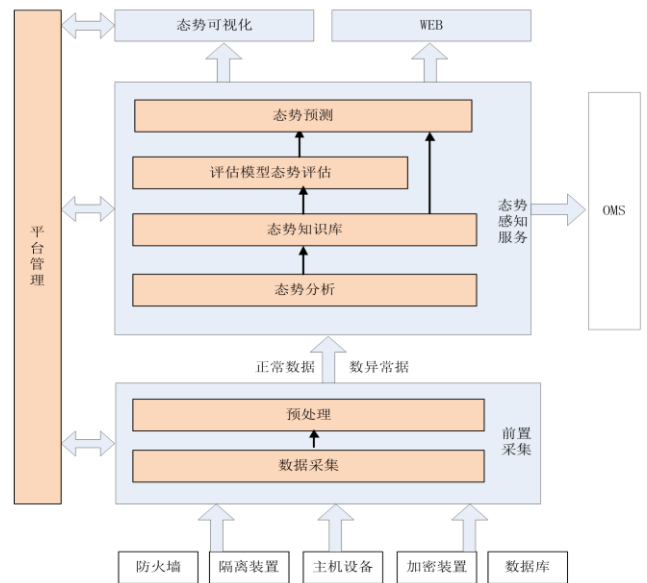 态势可视化
WEB
态势预测
评估模型态势评估
态势知识库
态势分析
态势
感知
服务
OMS
平
台
管
理
正常数据
数异常据
预处理
数据采集
前置
采集
防火墙
隔离装置
主机设备
加密装置
数据库